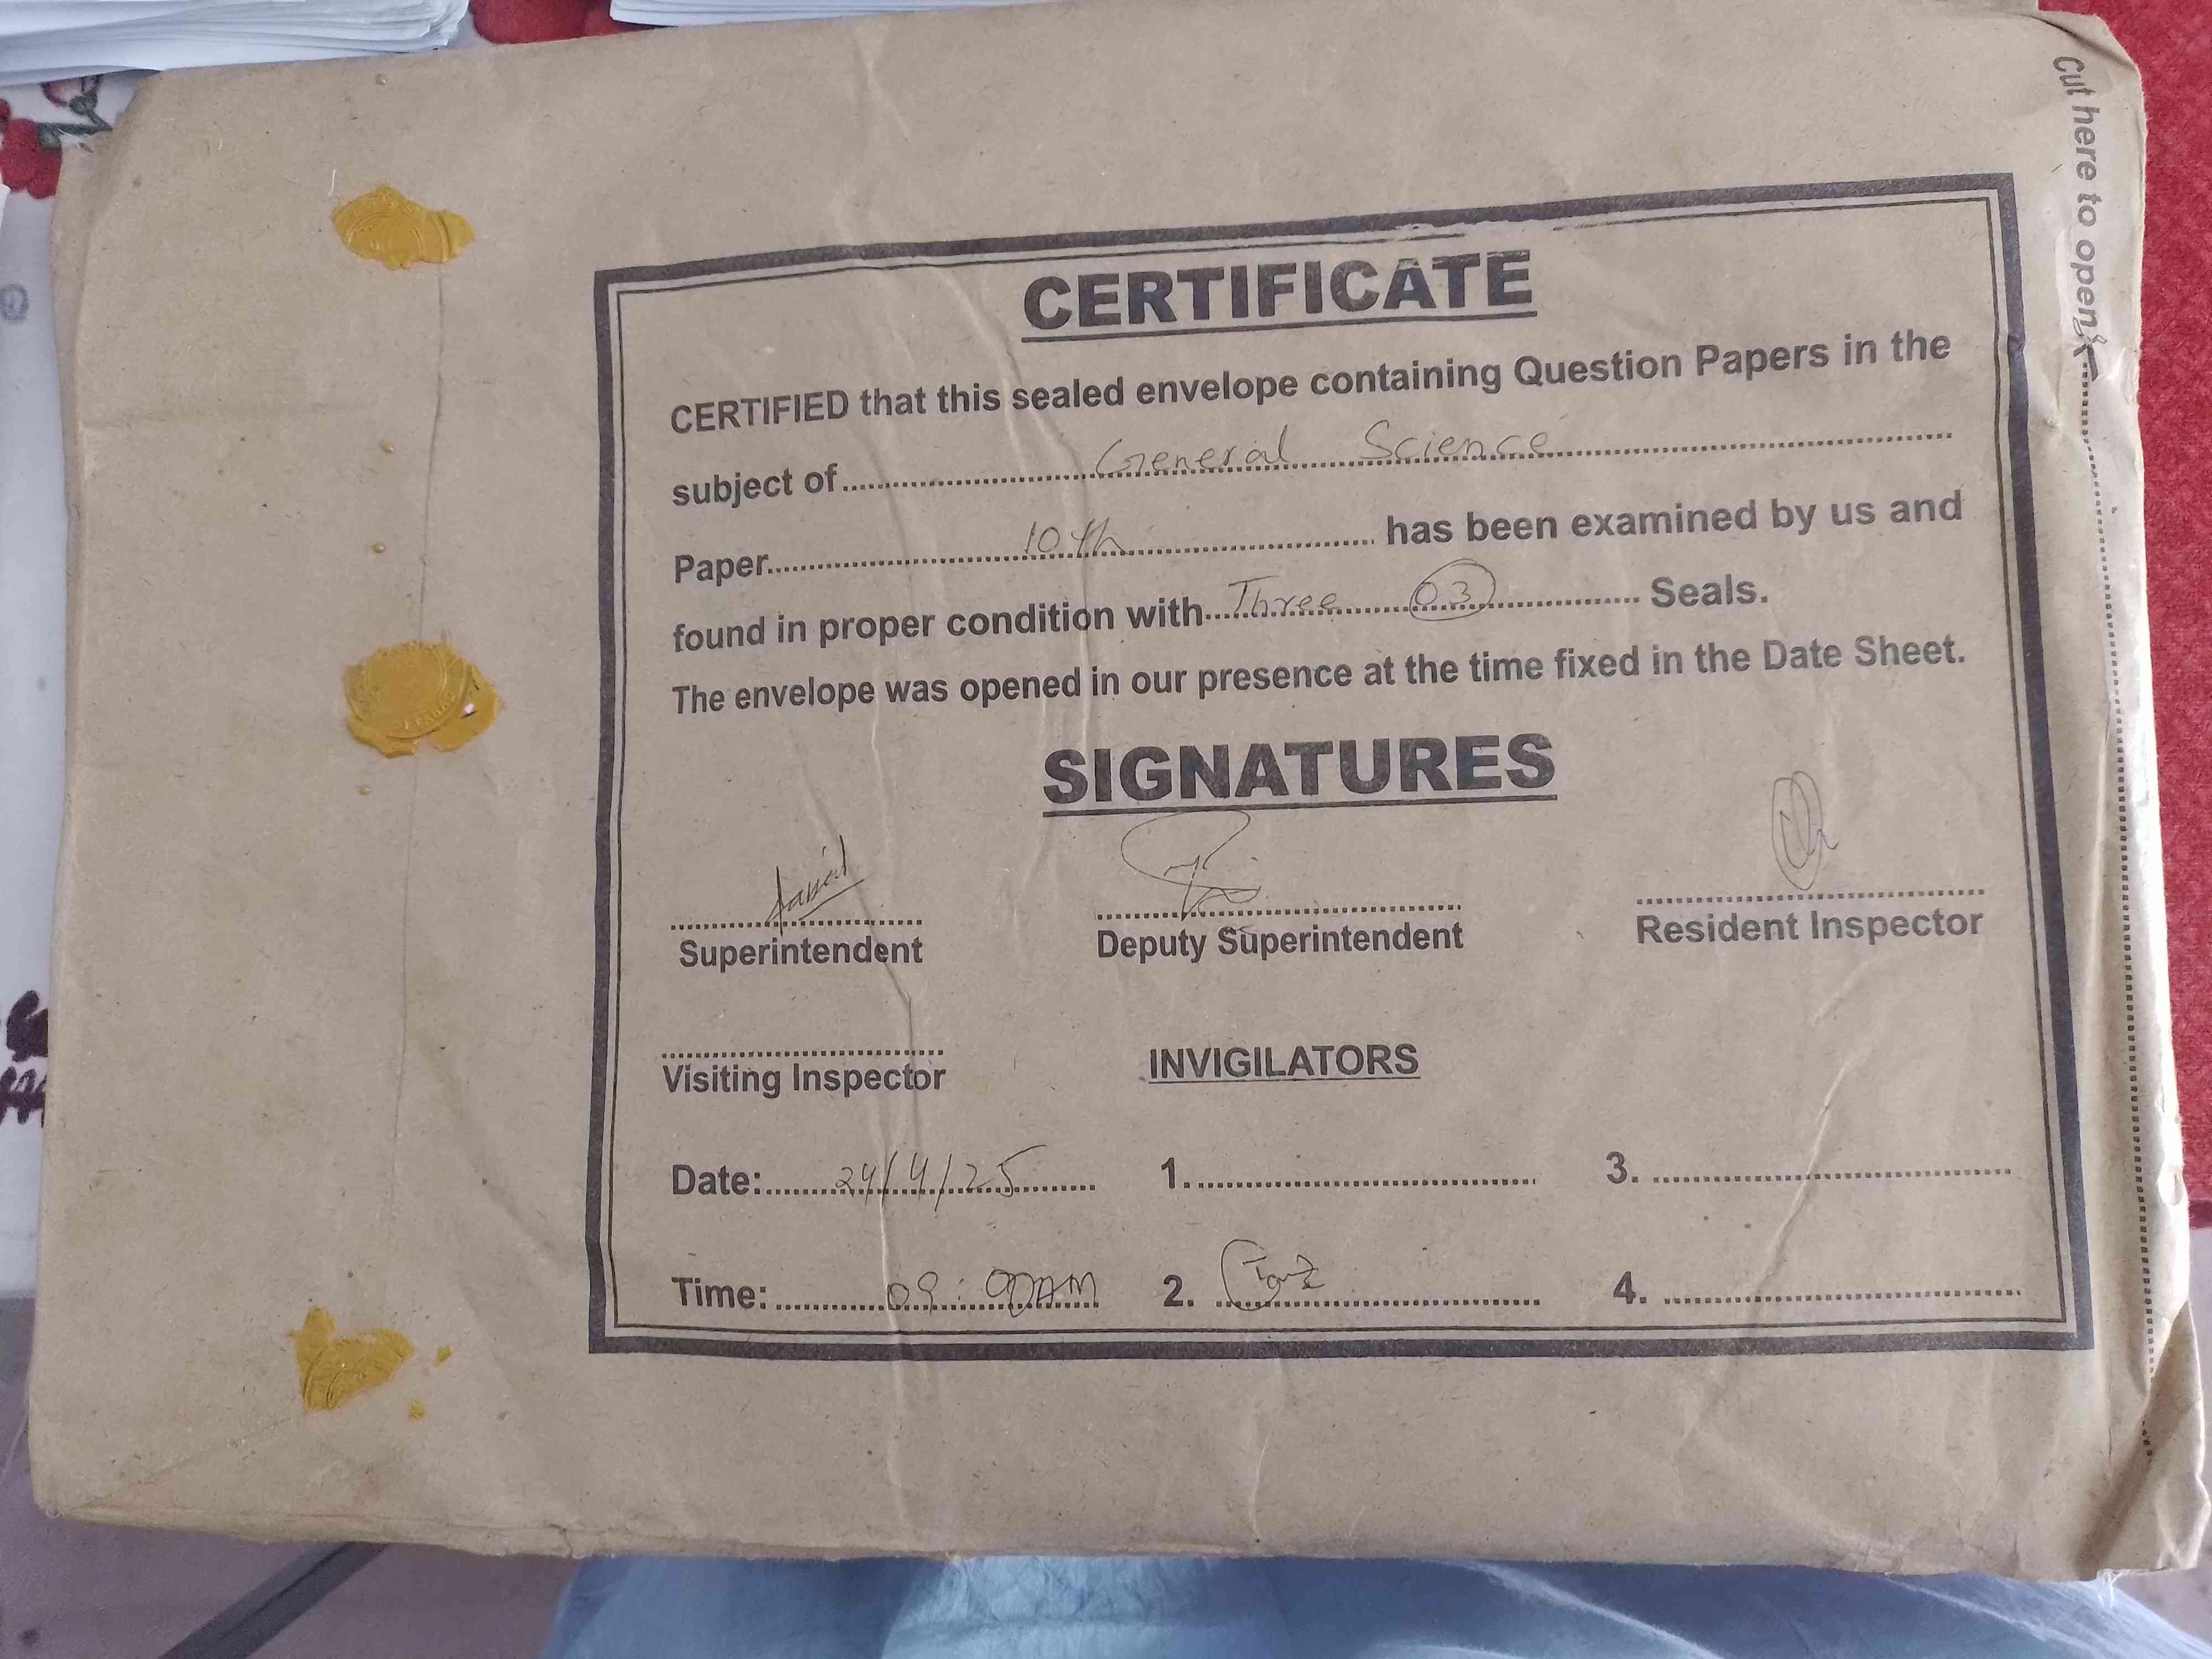 Cut here to open
CERTIFICATE
CERTIFIED that this sealed envelope containing Question Papers in the
subject of General Science
Paper 10th has been examined by us and
found in proper condition with Three 03 Seals.
The envelope was opened in our presence at the time fixed in the Date Sheet.
SIGNATURES
Superintendent Deputy Superintendent Resident Inspector
Visiting Inspector INVIGILATORS
Date: 24/4/25 1. 3.
Time: 09:00AM 2. 4.